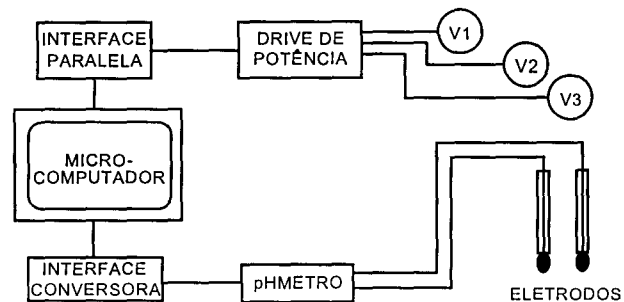 INTERFACE
PARALELA
DRIVE DE
POTÊNCIA
V1
V2
V3
MICRO-
COMPUTADOR
INTERFACE
CONVERSORA
pHMETRO
ELETRODOS